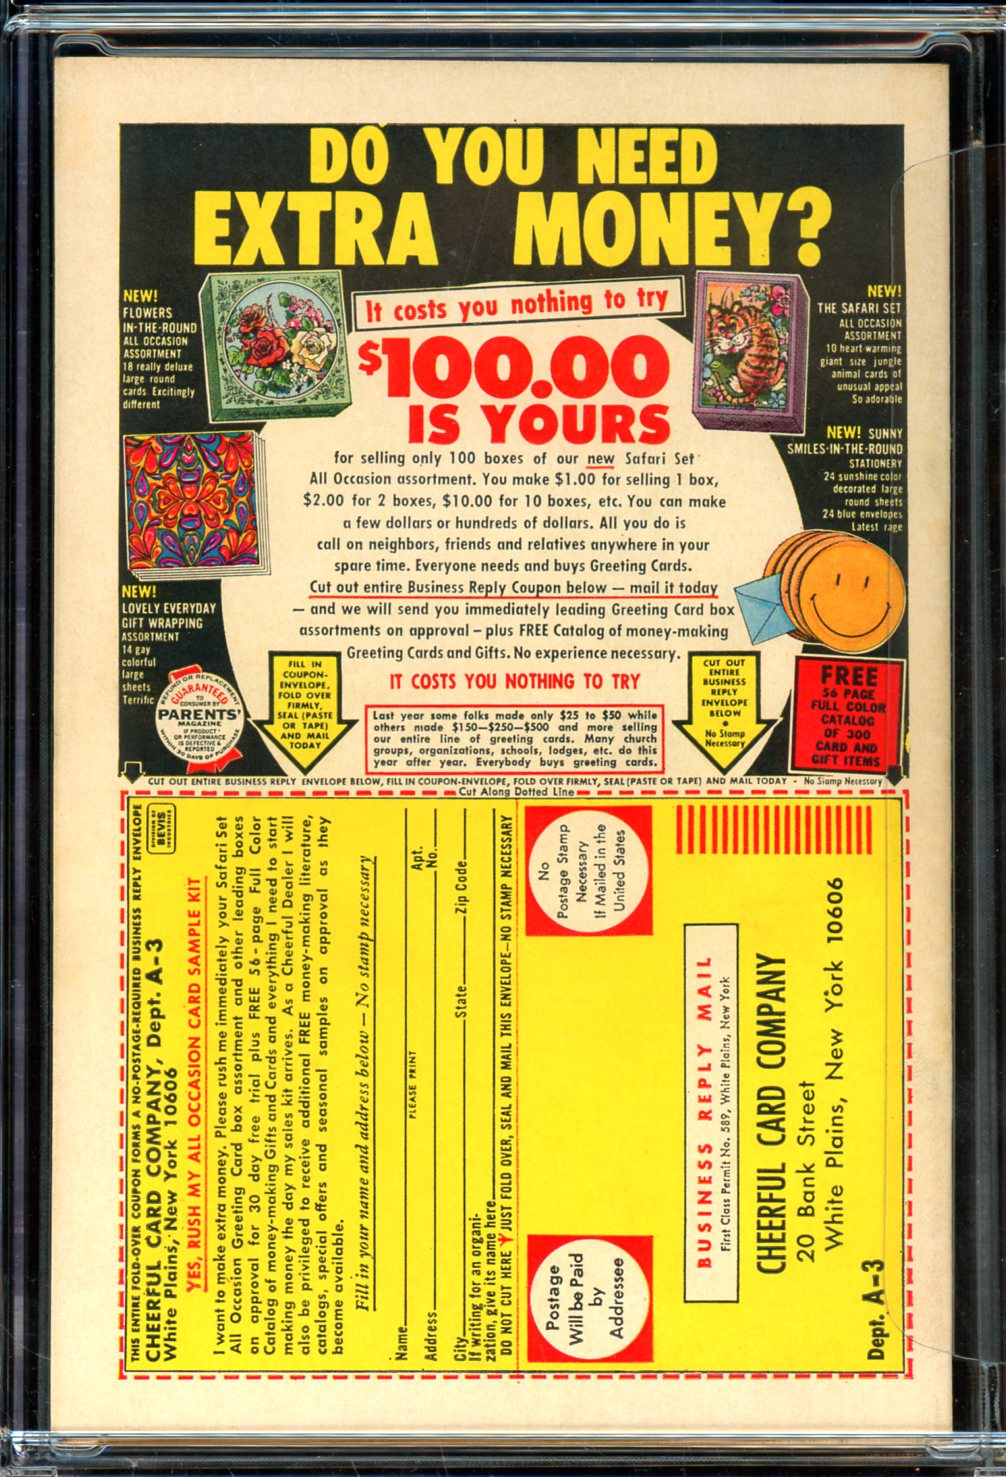 DO YOU NEED
EXTRA MONEY?
NEW!
FLOWERS
IN-THE-ROUND
ALL OCCASION
ASSORTMENT
18 really deluxe
large round
cards. Excitingly
different
It costs you nothing to try
$100.00
IS YOURS
NEW!
THE SAFARI SET
ALL OCCASION
ASSORTMENT
10 heart warming
giant size jungle
animal cards of
unusual appeal
So adorable
NEW! SUNNY
SMILES-IN-THE-ROUND
STATIONERY
24 sunshine color
decorated large
round sheets
24 blue envelopes
Latest rage
for selling only 100 boxes of our new Safari Set
All Occasion assortment. You make $1.00 for selling 1 box,
$2.00 for 2 boxes, $10.00 for 10 boxes, etc. You can make
a few dollars or hundreds of dollars. All you do is
call on neighbors, friends and relatives anywhere in your
spare time. Everyone needs and buys Greeting Cards.
Cut out entire Business Reply Coupon below — mail it today
— and we will send you immediately leading Greeting Card box
assortments on approval – plus FREE Catalog of money-making
Greeting Cards and Gifts. No experience necessary.
IT COSTS YOU NOTHING TO TRY
NEW!
LOVELY EVERYDAY
GIFT WRAPPING
ASSORTMENT
14 gay
colorful
large
sheets
Terrific
REFUND OR REPLACEMENT
GUARANTEED
TO
CONSUMER BY
PARENTS'
MAGAZINE
IF PRODUCT
OR PERFORMANCE
IS DEFECTIVE &
REPORTED
WITHIN 30 DAYS OF PURCHASE
FILL IN
COUPON-
ENVELOPE,
FOLD OVER
FIRMLY,
SEAL (PASTE
OR TAPE)
AND MAIL
TODAY
Last year some folks made only $25 to $50 while
others made $150—$250—$500 and more selling
our entire line of greeting cards. Many church
groups, organizations, schools, lodges, etc. do this
year after year. Everybody buys greeting cards.
CUT OUT
ENTIRE
BUSINESS
REPLY
ENVELOPE
BELOW
• No Stamp
Necessary
FREE
56 PAGE
FULL COLOR
CATALOG
OF 300
CARD AND
GIFT ITEMS
CUT OUT ENTIRE BUSINESS REPLY ENVELOPE BELOW, FILL IN COUPON-ENVELOPE, FOLD OVER FIRMLY, SEAL (PASTE OR TAPE) AND MAIL TODAY • No Stamp Necessary
Cut Along Dotted Line
THIS ENTIRE FOLD-OVER COUPON FORMS A NO-POSTAGE-REQUIRED BUSINESS REPLY ENVELOPE
CHEERFUL CARD COMPANY, Dept. A-3
White Plains, New York 10606
DIVISION OF
BEVIS
INDUSTRIES
YES, RUSH MY ALL OCCASION CARD SAMPLE KIT
I want to make extra money. Please rush me immediately your Safari Set
All Occasion Greeting Card box assortment and other leading boxes
on approval for 30 day free trial plus FREE 56-page Full Color
Catalog of money-making Gifts and Cards and everything I need to start
making money the day my sales kit arrives. As a Cheerful Dealer I will
also be privileged to receive additional FREE money-making literature,
catalogs, special offers and seasonal samples on approval as they
become available.
Fill in your name and address below — No stamp necessary
Name
PLEASE PRINT
Address Apt. No.
City State Zip Code
If writing for an organi-
zation, give its name here
DO NOT CUT HERE JUST FOLD OVER, SEAL AND MAIL THIS ENVELOPE—NO STAMP NECESSARY
Postage
Will be Paid
by
Addressee
No
Postage Stamp
Necessary
If Mailed in the
United States
BUSINESS REPLY MAIL
First Class Permit No. 589, White Plains, New York
CHEERFUL CARD COMPANY
20 Bank Street
White Plains, New York 10606
Dept. A-3